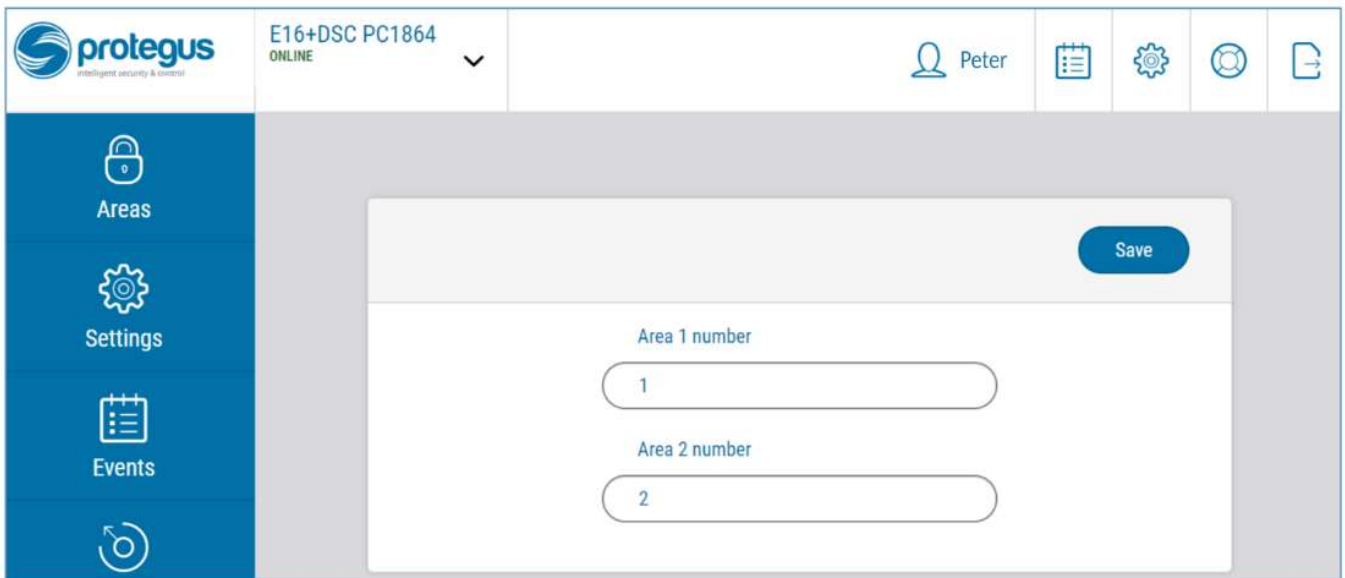 protegus
intelligent security & control
E16+DSC PC1864
ONLINE
Peter
Areas
Settings
Events
Save
Area 1 number
1
Area 2 number
2